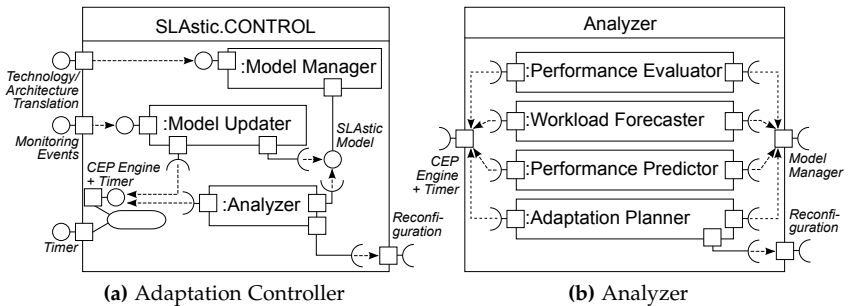 SLAstic.CONTROL
:Model Manager
Technology/
Architecture
Translation
:Model Updater
SLAstic
Model
Monitoring
Events
CEP Engine
+ Timer
:Analyzer
Reconfi-
guration
Timer
(a) Adaptation Controller
Analyzer
:Performance Evaluator
:Workload Forecaster
CEP
Engine
+ Timer
Model
Manager
:Performance Predictor
:Adaptation Planner
Reconfi-
guration
(b) Analyzer